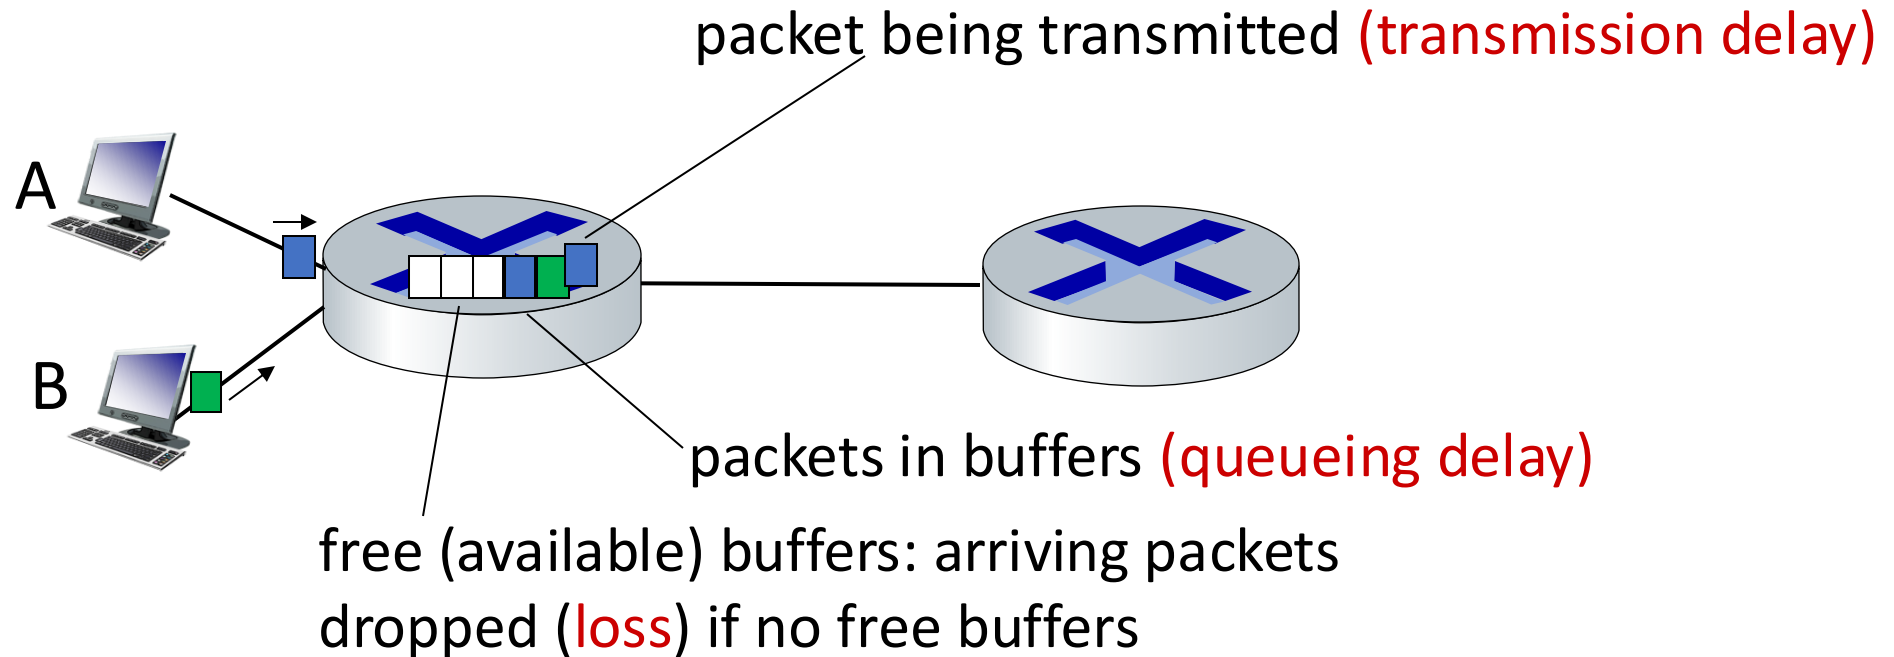 packet being transmitted (transmission delay)
A
B
packets in buffers (queueing delay)
free (available) buffers: arriving packets
dropped (loss) if no free buffers